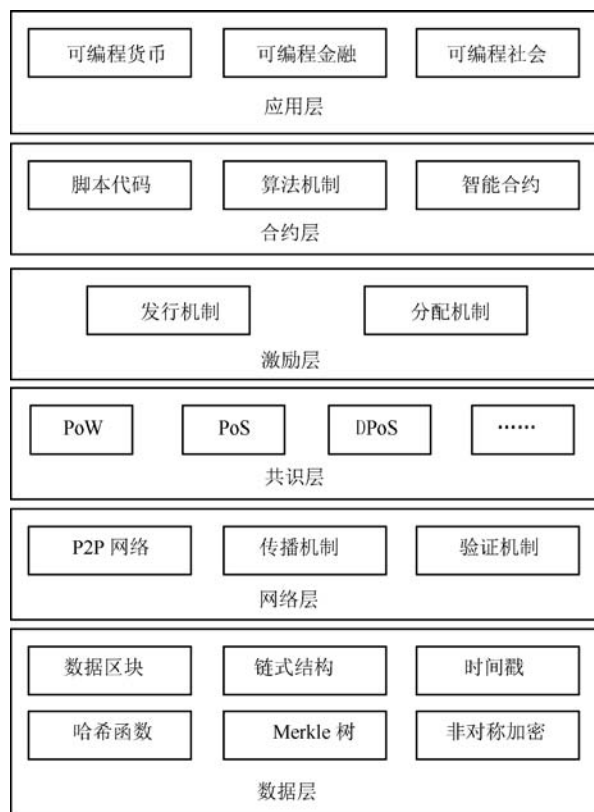 可编程货币 可编程金融 可编程社会
应用层
脚本代码 算法机制 智能合约
合约层
发行机制 分配机制
激励层
PoW PoS DPoS ……
共识层
P2P 网络 传播机制 验证机制
网络层
数据区块 链式结构 时间戳
哈希函数 Merkle 树 非对称加密
数据层